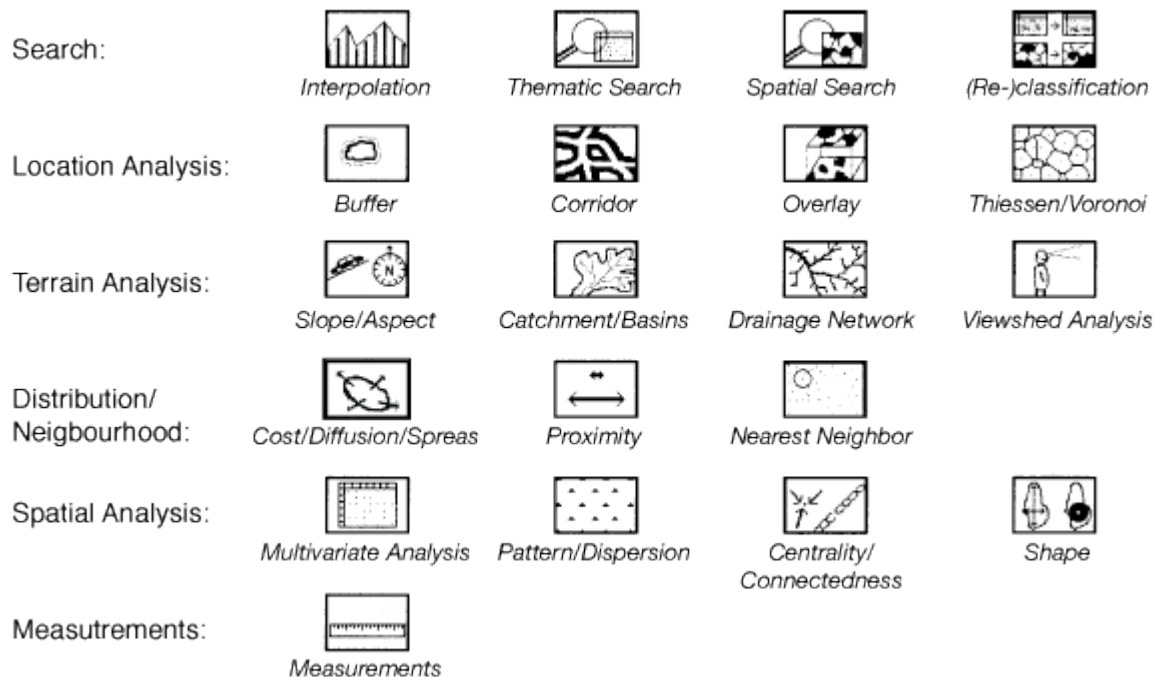 Search:
Interpolation Thematic Search Spatial Search (Re-)classification
Location Analysis:
Buffer Corridor Overlay Thiessen/Voronoi
N
Terrain Analysis:
Slope/Aspect Catchment/Basins Drainage Network Viewshed Analysis
Distribution/
Neigbourhood:
Cost/Diffusion/Spreas Proximity Nearest Neighbor
Spatial Analysis:
Multivariate Analysis Pattern/Dispersion Centrality/ Shape
Connectedness
Measutrements:
Measurements